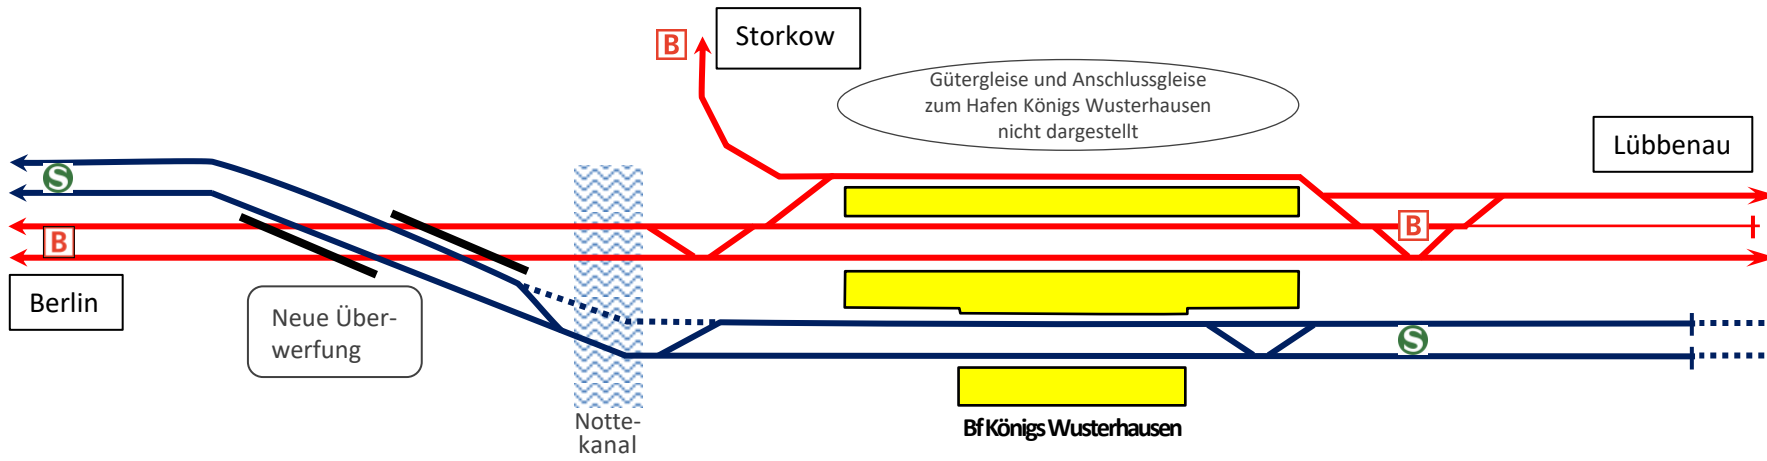 Storkow
B
Gütergleise und Anschlussgleise
zum Hafen Königs Wusterhausen
nicht dargestellt
Lübbenau
S
B
B
Berlin
Neue Über-
werfung
S
Notte-
kanal
Bf Königs Wusterhausen